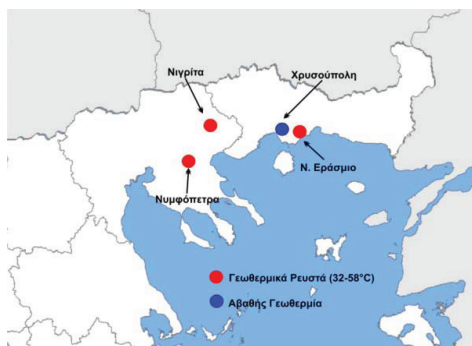 Χρυσούπολη
Νιγρίτα
Ν. Εράσμιο
Νυμφόπετρα
Γεωθερμικά Ρευστά (32-58°C)
Αβαθής Γεωθερμία